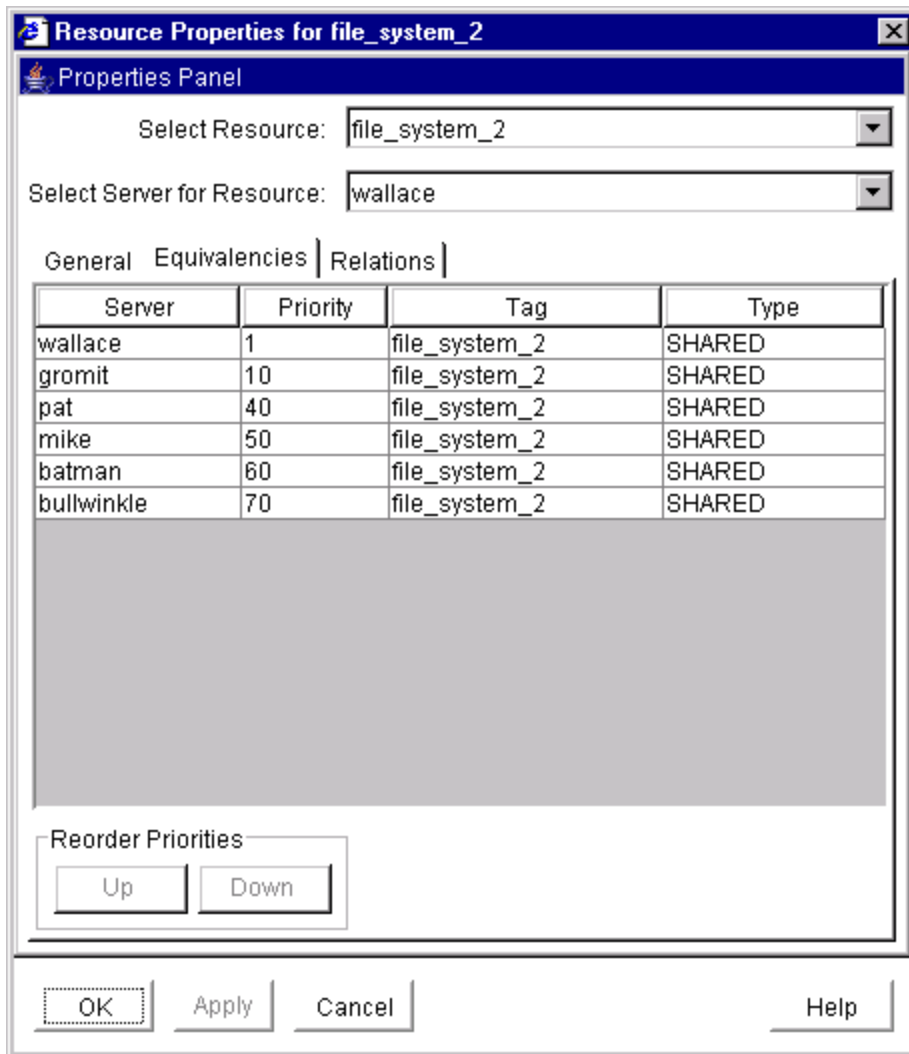 Resource Properties for file_system_2
Properties Panel
Select Resource: file_system_2
Select Server for Resource: wallace
General Equivalencies Relations
Server Priority Tag Type
wallace 1 file_system_2 SHARED
gromit 10 file_system_2 SHARED
pat 40 file_system_2 SHARED
mike 50 file_system_2 SHARED
batman 60 file_system_2 SHARED
bullwinkle 70 file_system_2 SHARED
Reorder Priorities
Up Down
OK Apply Cancel Help